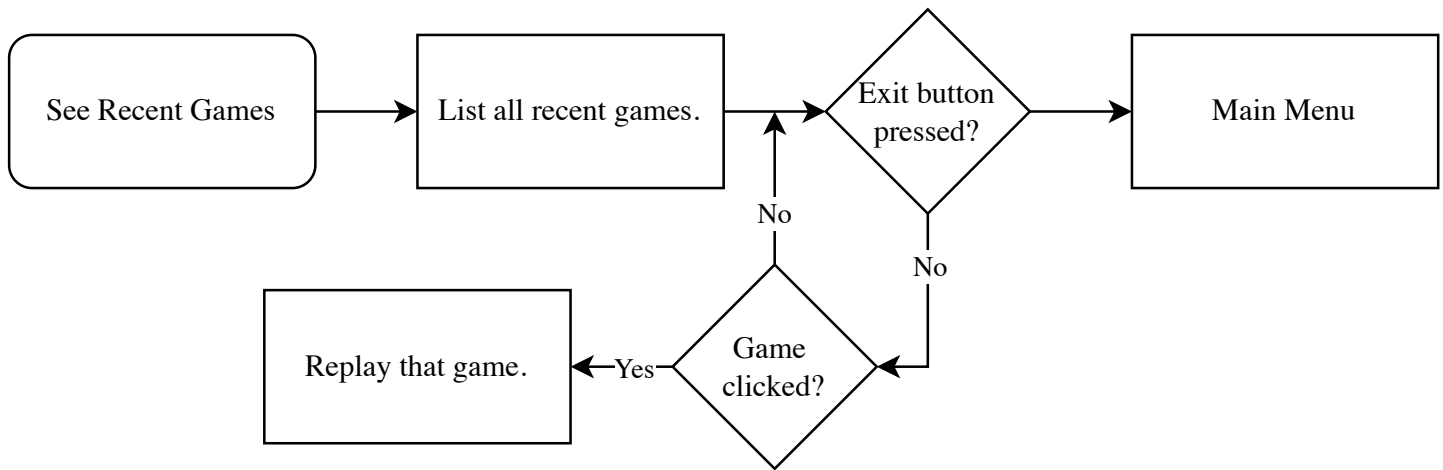 See Recent Games
List all recent games.
Exit button
pressed?
Main Menu
No
No
Game
clicked?
Yes
Replay that game.